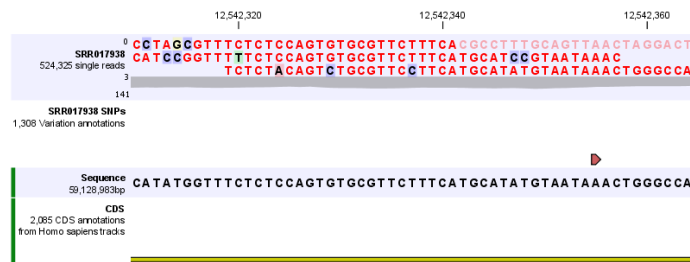 12,542,320 12,542,340 12,542,360
0
CCTAGCGTTTCTCTCCAGTGTGCGTTCTTTCACGCCTTTGCAGTTAACTAGGACT
SRR017938
CATCCGGTTTTTCTCCAGTGTGCGTTCTTTCATGCATCCGTAATAAAC
524,325 single reads
TCTCTACAGTCTGCGTTCCTTCATGCATATGTAATAAACTGGGCCA
3
141
SRR017938 SNPs
1,308 Variation annotations
Sequence
CATATGGTTTCTCTCCAGTGTGCGTTCTTTCATGCATATGTAATAAACTGGGCCA
59,128,983bp
CDS
2,085 CDS annotations
from Homo sapiens tracks